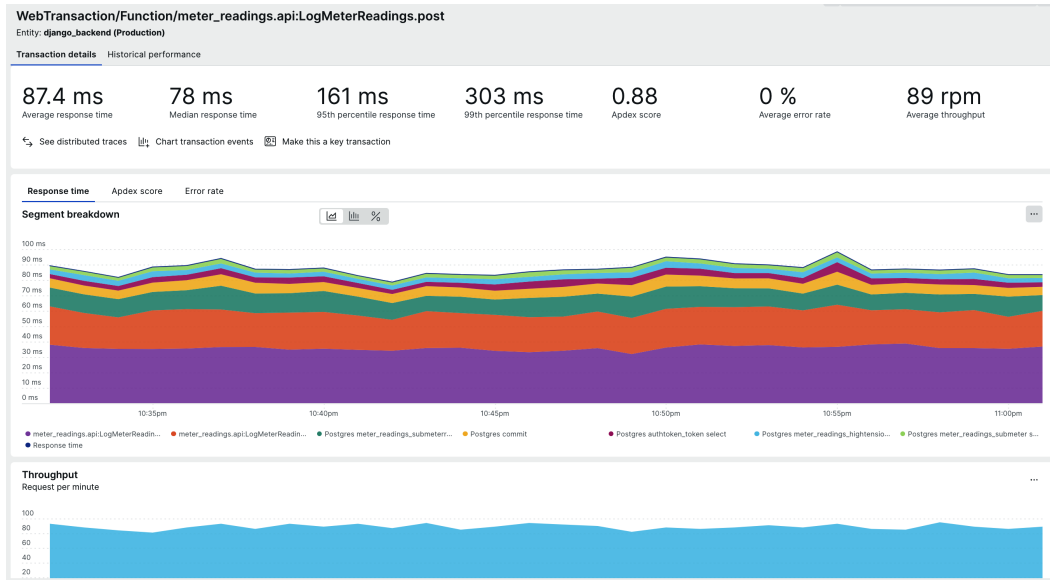 WebTransaction/Function/meter_readings.api:LogMeterReadings.post
Entity: django_backend (Production)
Transaction details Historical performance
87.4 ms 78 ms 161 ms 303 ms 0.88 0 % 89 rpm
Average response time Median response time 95th percentile response time 99th percentile response time Apdex score Average error rate Average throughput
See distributed traces Chart transaction events Make this a key transaction
Response time Apdex score Error rate
Segment breakdown
...
100 ms
90 ms
80 ms
70 ms
60 ms
50 ms
40 ms
30 ms
20 ms
10 ms
0 ms
10:35pm 10:40pm 10:45pm 10:50pm 10:55pm 11:00pm
meter_readings.api:LogMeterReadin... meter_readings.api:LogMeterReadin... Postgres meter_readings_submeterr... Postgres commit Postgres authtoken_token select Postgres meter_readings_hightensio... Postgres meter_readings_submeter s...
Response time
Throughput
...
Request per minute
100
80
60
40
20